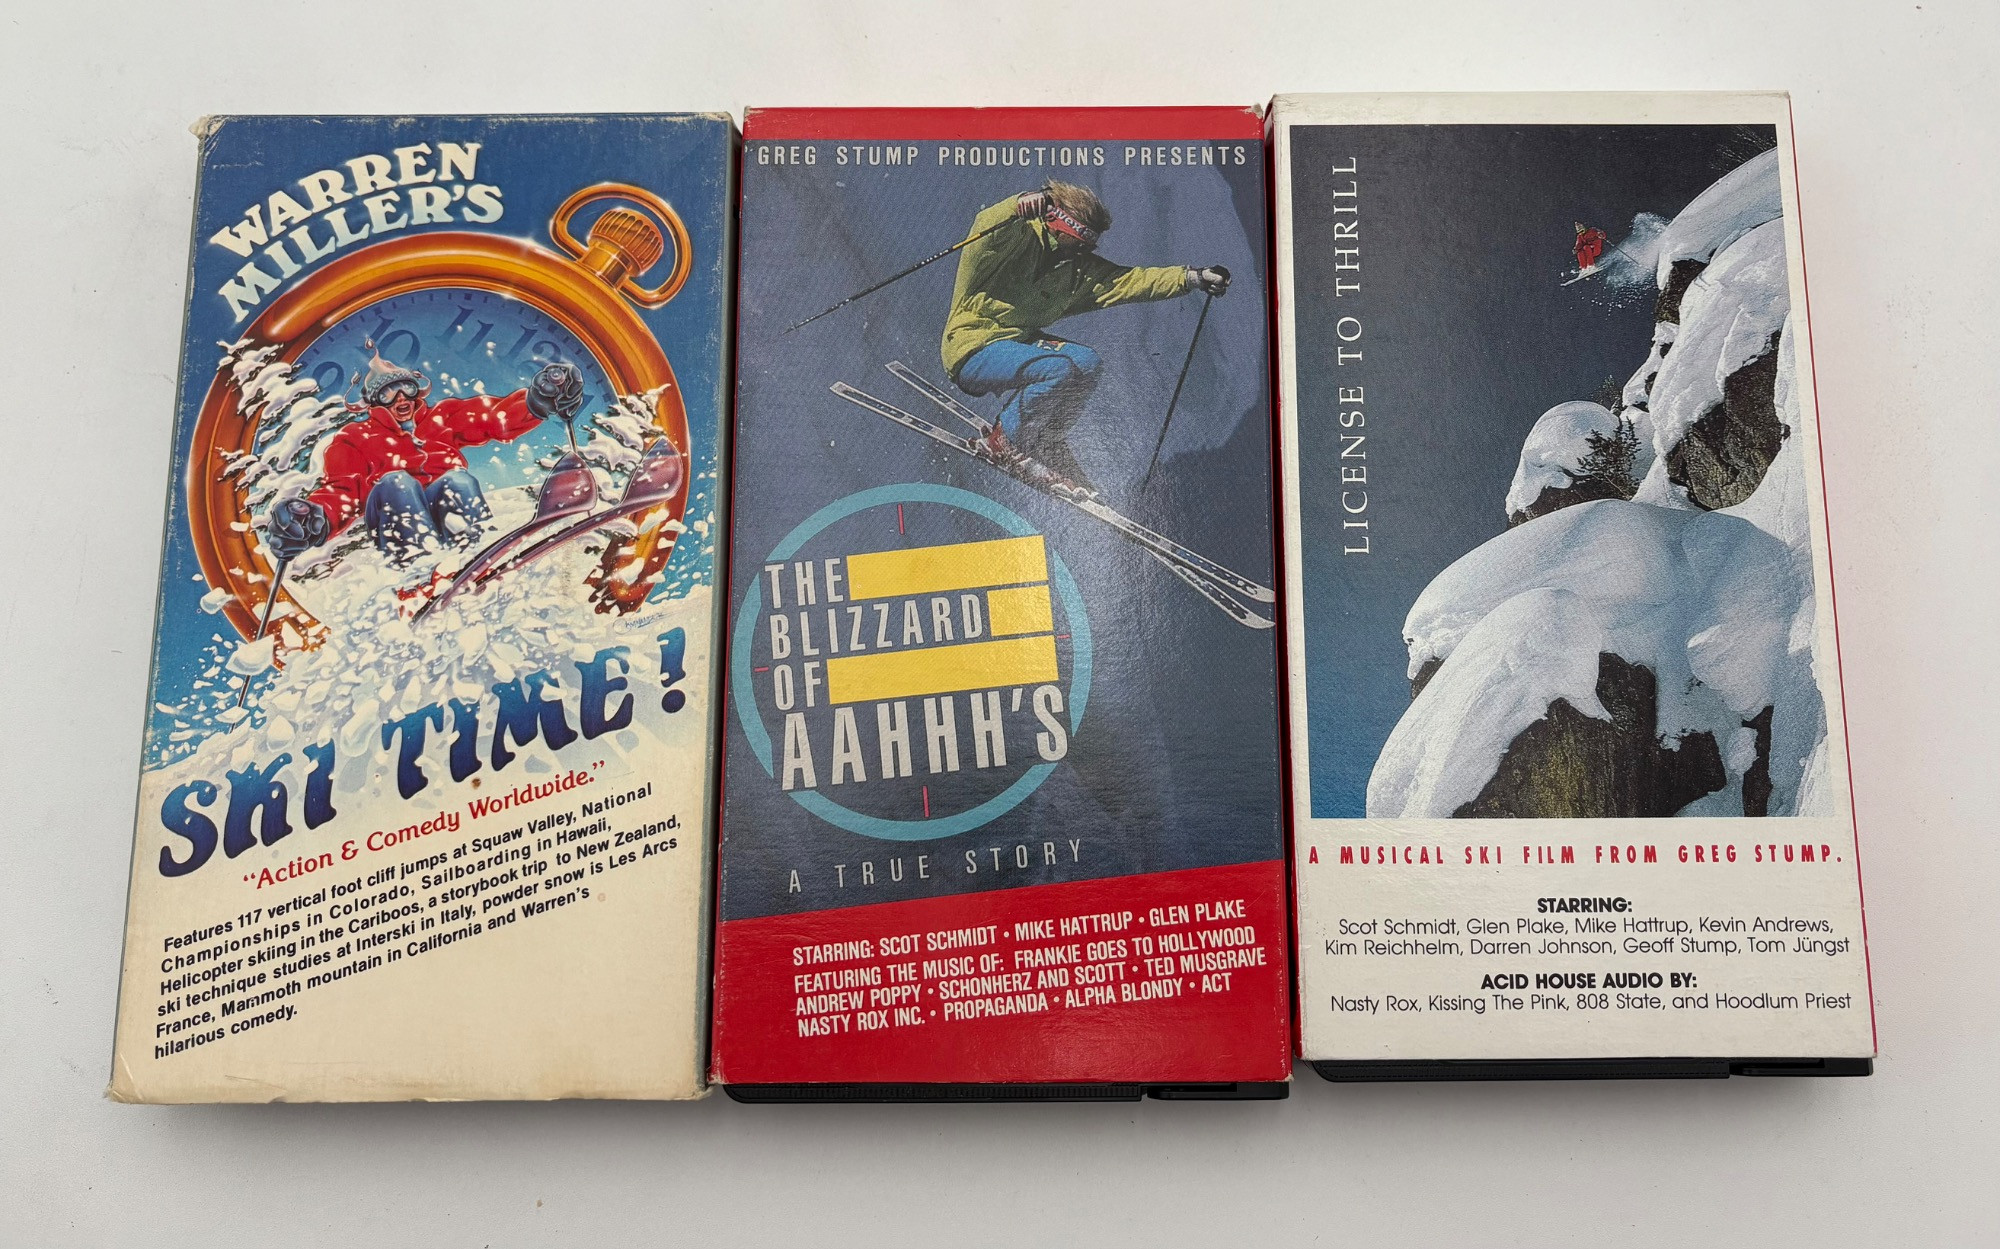 WARREN
MILLER'S
10
11
12
SKI TIME!
"Action & Comedy Worldwide."
Features 117 vertical foot cliff jumps at Squaw Valley, National
Championships in Colorado, Sailboarding in Hawaii,
Helicopter skiing in the Cariboos, a storybook trip to New Zealand,
ski technique studies at Interski in Italy, powder snow is Les Arcs
France, Mammoth mountain in California and Warren's
hilarious comedy.
GREG STUMP PRODUCTIONS PRESENTS
THE
BLIZZARD
OF
AAHHH'S
A TRUE STORY
STARRING: SCOT SCHMIDT • MIKE HATTRUP • GLEN PLAKE
FEATURING THE MUSIC OF: FRANKIE GOES TO HOLLYWOOD
ANDREW POPPY • SCHONHERZ AND SCOTT • TED MUSGRAVE
NASTY ROX INC. • PROPAGANDA • ALPHA BLONDY • ACT
LICENSE TO THRILL
A MUSICAL SKI FILM FROM GREG STUMP.
STARRING:
Scot Schmidt, Glen Plake, Mike Hattrup, Kevin Andrews,
Kim Reichhelm, Darren Johnson, Geoff Stump, Tom Jüngst
ACID HOUSE AUDIO BY:
Nasty Rox, Kissing The Pink, 808 State, and Hoodlum Priest